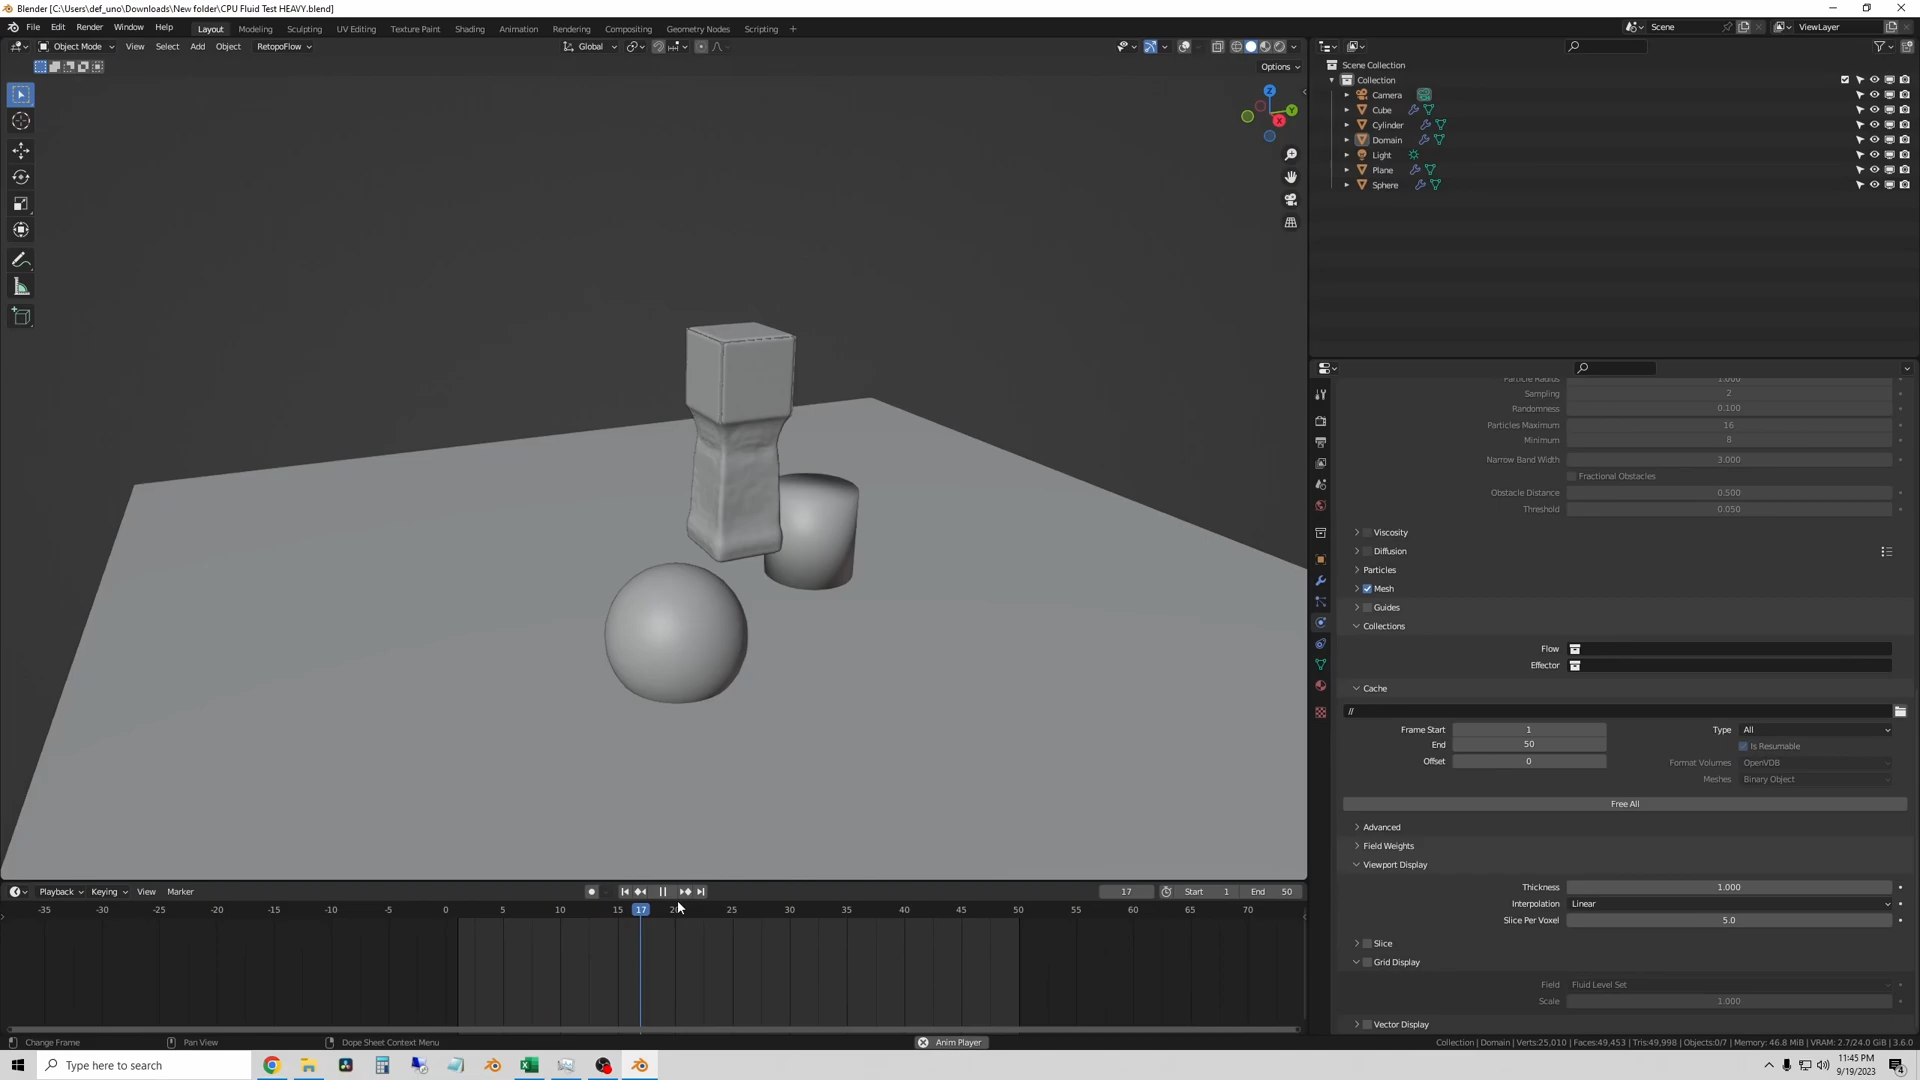 Blender [C:\Users\def_uno\Downloads\New folder\CPU Fluid Test HEAVY.blend]
File Edit Render Window Help Layout Modeling Sculpting UV Editing Texture Paint Shading Animation Rendering Compositing Geometry Nodes Scripting + Scene ViewLayer
Object Mode View Select Add Object RetopoFlow Global
Options
Z
Y
X
Scene Collection
Collection
Camera
Cube
Cylinder
Domain
Light
Plane
Sphere
Particle Radius 1.000
Sampling 2
Randomness 0.100
Particles Maximum 16
Minimum 8
Narrow Band Width 3.000
Fractional Obstacles
Obstacle Distance 0.500
Threshold 0.050
Viscosity
Diffusion
Particles
Mesh
Guides
Collections
Flow
Effector
Cache
//
Frame Start 1 Type All
End 50 Is Resumable
Offset 0 Format Volumes OpenVDB
Meshes Binary Object
Free All
Advanced
Field Weights
Viewport Display
Thickness 1.000
Interpolation Linear
Slice Per Voxel 5.0
Slice
Grid Display
Field Fluid Level Set
Scale 1.000
Vector Display
Playback Keying View Marker 17 Start 1 End 50
-35 -30 -25 -20 -15 -10 -5 0 5 10 15 17 20 25 30 35 40 45 50 55 60 65 70
Change Frame Pan View Dope Sheet Context Menu Anim Player Collection | Domain | Verts:25,010 | Faces:49,453 | Tris:49,998 | Objects:0/7 | Memory: 46.8 MiB | VRAM: 2.7/24.0 GiB | 3.6.0
Type here to search
11:45 PM
9/19/2023
4